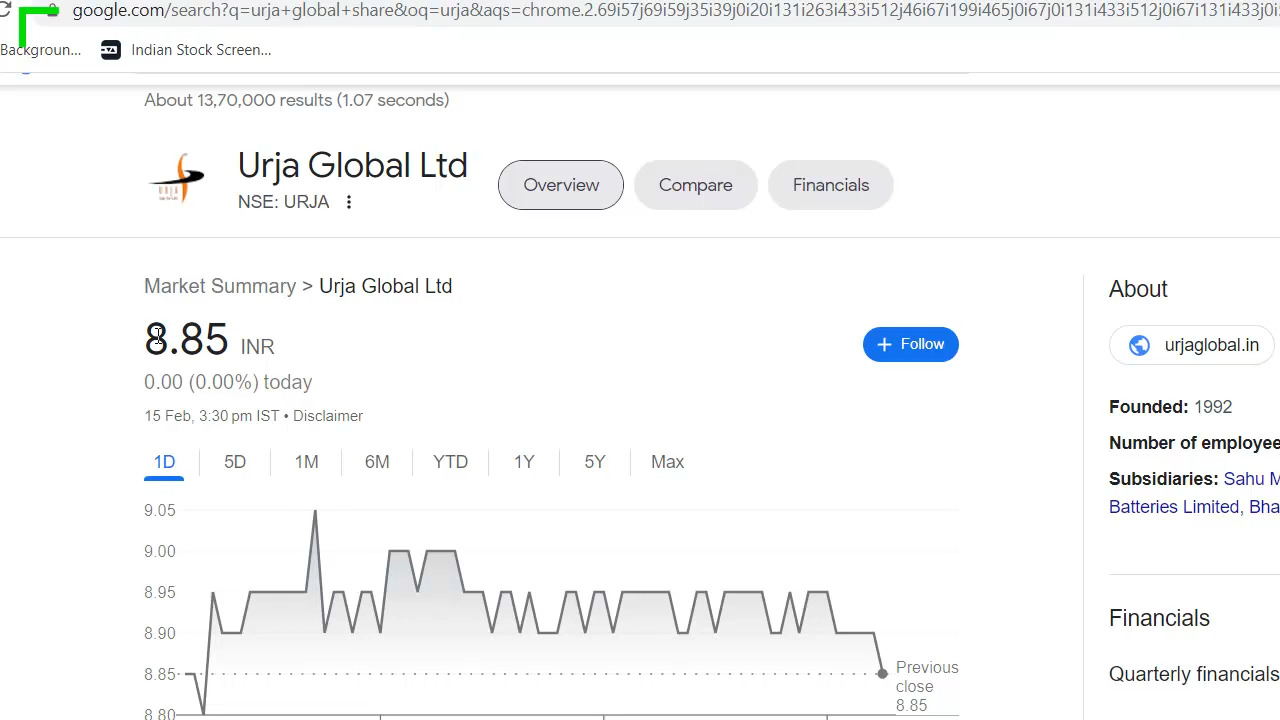 google.com/search?q=urja+global+share&oq=urja&aqs=chrome.2.69i57j69i59j35i39j0i20i131i263i433i512j46i67i199i465j0i67j0i131i433i512j0i67i131i433j0i5
Backgroun...
Indian Stock Screen...
About 13,70,000 results (1.07 seconds)
Urja Global Ltd
NSE: URJA
Overview
Compare
Financials
Market Summary > Urja Global Ltd
8.85 INR
+ Follow
0.00 (0.00%) today
15 Feb, 3:30 pm IST • Disclaimer
1D
5D
1M
6M
YTD
1Y
5Y
Max
9.05
9.00
8.95
8.90
8.85
8.80
Previous
close
8.85
About
urjaglobal.in
Founded: 1992
Number of employee
Subsidiaries: Sahu M
Batteries Limited, Bha
Financials
Quarterly financials